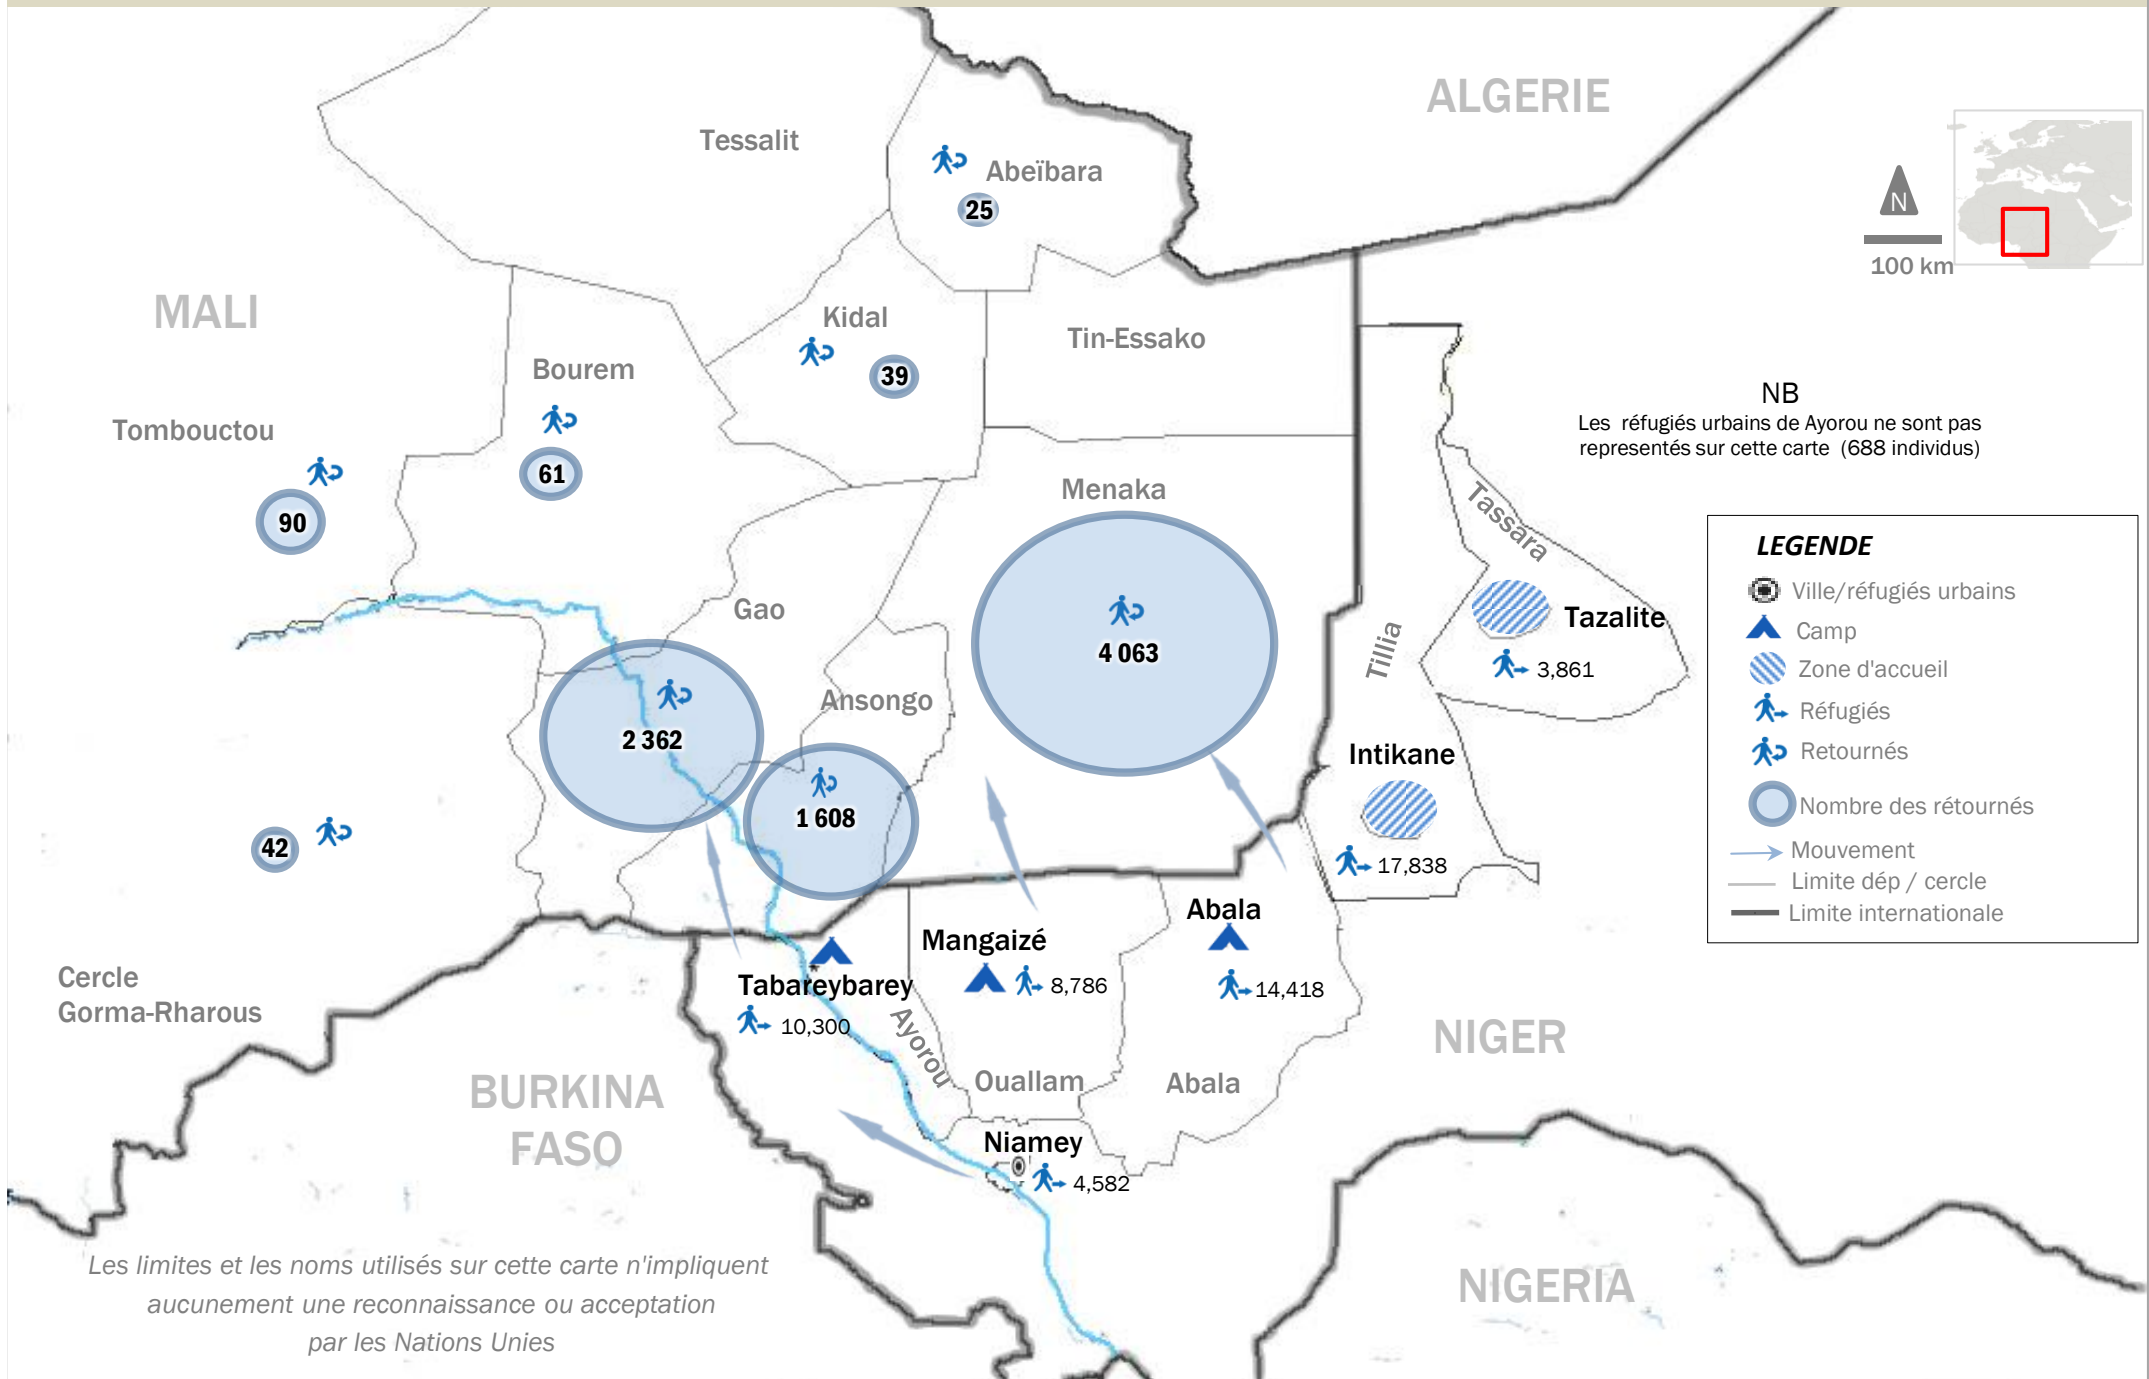 ALGERIE
Tessalit
Abeïbara
25
N
100 km
MALI
Kidal
39
Tin-Essako
Bourem
61
Tombouctou
90
NB
Les réfugiés urbains de Ayorou ne sont pas
representés sur cette carte (688 individus)
Menaka
4 063
Tassara
Tazalite
3,861
Tillia
Gao
2 362
Ansongo
1 608
Intikane
17,838
42
LEGENDE
Ville/réfugiés urbains
Camp
Zone d'accueil
Réfugiés
Retournés
Nombre des rétournés
Mouvement
Limite dép / cercle
Limite internationale
Cercle
Gorma-Rharous
Tabareybarey
10,300
Mangaizé
8,786
Abala
14,418
Ayorou
Ouallam
Abala
NIGER
BURKINA
FASO
Niamey
4,582
NIGERIA
Les limites et les noms utilisés sur cette carte n'impliquent
aucunement une reconnaissance ou acceptation
par les Nations Unies